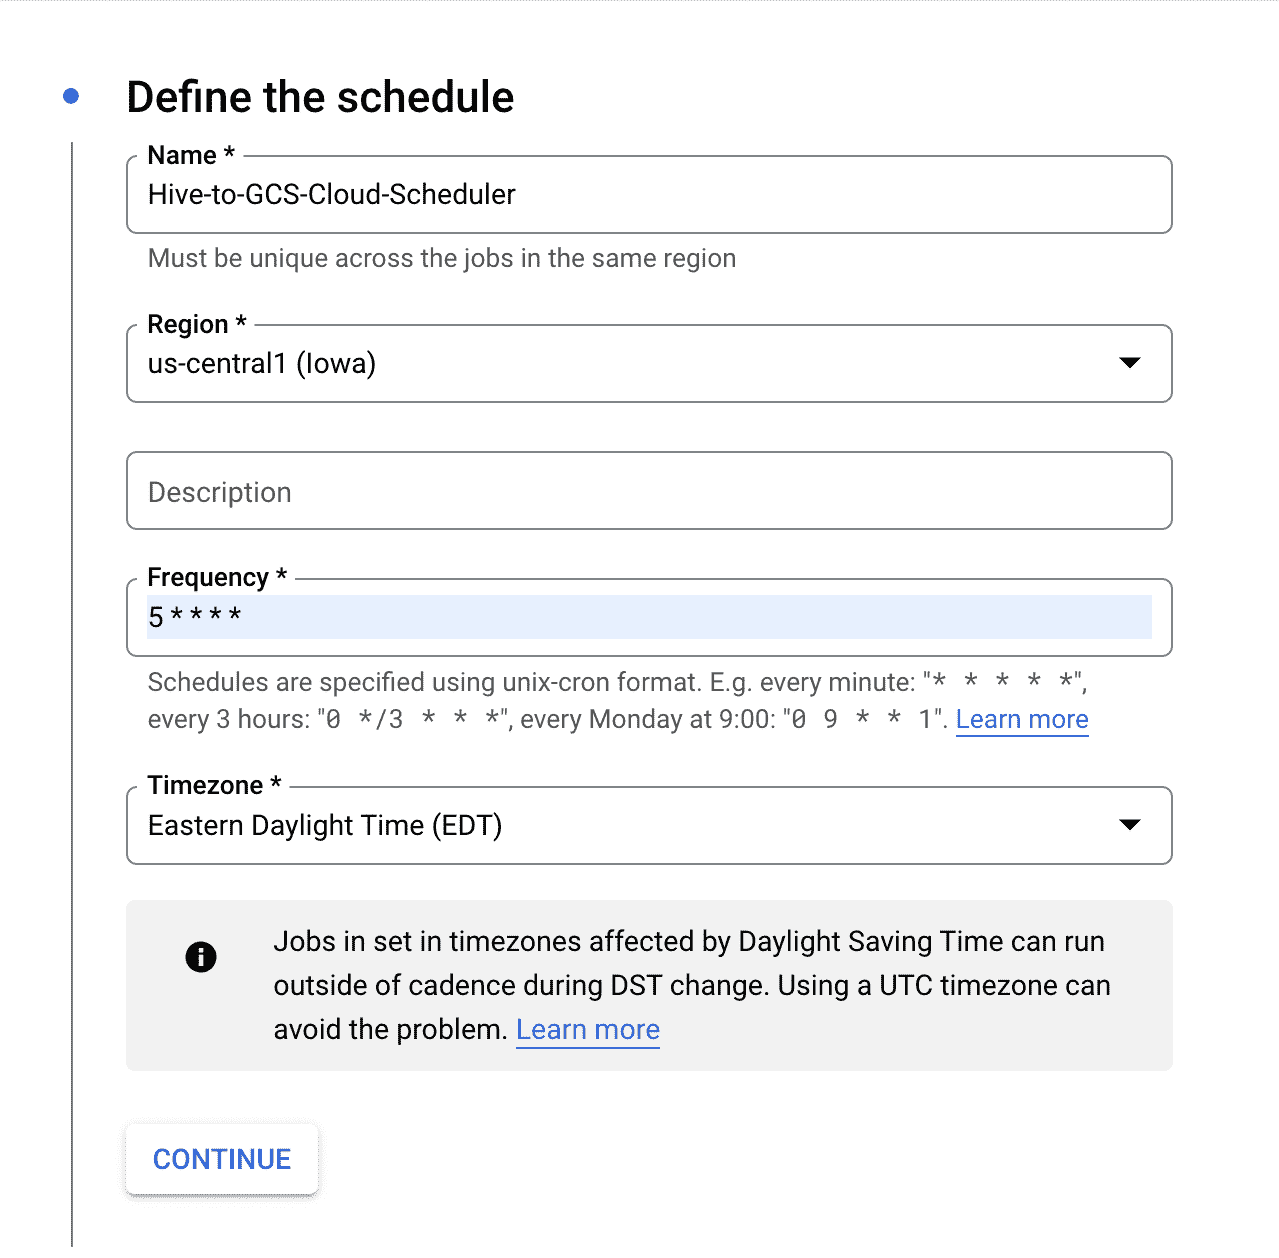 Define the schedule
Name *
Hive-to-GCS-Cloud-Scheduler
Must be unique across the jobs in the same region
Region *
us-central1 (Iowa)
Description
Frequency *
5 * * * *
Schedules are specified using unix-cron format. E.g. every minute: "* * * * *",
every 3 hours: "0 */3 * * *", every Monday at 9:00: "0 9 * * 1". Learn more
Timezone *
Eastern Daylight Time (EDT)
Jobs in set in timezones affected by Daylight Saving Time can run
outside of cadence during DST change. Using a UTC timezone can
avoid the problem. Learn more
CONTINUE